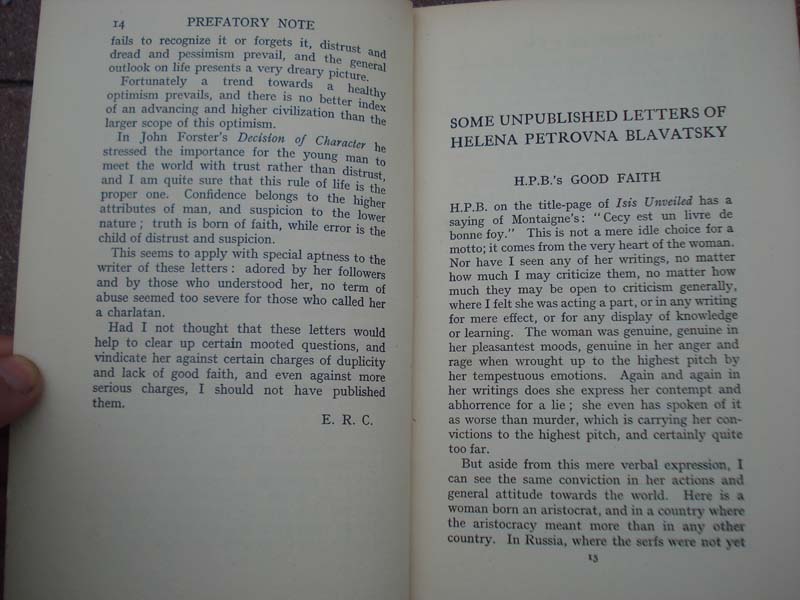 14 PREFATORY NOTE
fails to recognize it or forgets it, distrust and
dread and pessimism prevail, and the general
outlook on life presents a very dreary picture.
Fortunately a trend towards a healthy
optimism prevails, and there is no better index
of an advancing and higher civilization than the
larger scope of this optimism.
In John Forster's Decision of Character he
stressed the importance for the young man to
meet the world with trust rather than distrust,
and I am quite sure that this rule of life is the
proper one. Confidence belongs to the higher
attributes of man, and suspicion to the lower
nature; truth is born of faith, while error is the
child of distrust and suspicion.
This seems to apply with special aptness to the
writer of these letters: adored by her followers
and by those who understood her, no term of
abuse seemed too severe for those who called her
a charlatan.
Had I not thought that these letters would
help to clear up certain mooted questions, and
vindicate her against certain charges of duplicity
and lack of good faith, and even against more
serious charges, I should not have published
them.
E. R. C.
SOME UNPUBLISHED LETTERS OF
HELENA PETROVNA BLAVATSKY
H.P.B.'s GOOD FAITH
H.P.B. on the title-page of Isis Unveiled has a
saying of Montaigne's: "Cecy est un livre de
bonne foy." This is not a mere idle choice for a
motto; it comes from the very heart of the woman.
Nor have I seen any of her writings, no matter
how much I may criticize them, no matter how
much they may be open to criticism generally,
where I felt she was acting a part, or in any writing
for mere effect, or for any display of knowledge
or learning. The woman was genuine, genuine in
her pleasantest moods, genuine in her anger and
rage when wrought up to the highest pitch by
her tempestuous emotions. Again and again in
her writings does she express her contempt and
abhorrence for a lie; she even has spoken of it
as worse than murder, which is carrying her con-
victions to the highest pitch, and certainly quite
too far.
But aside from this mere verbal expression, I
can see the same conviction in her actions and
general attitude towards the world. Here is a
woman born an aristocrat, and in a country where
the aristocracy meant more than in any other
country. In Russia, where the serfs were not yet
15